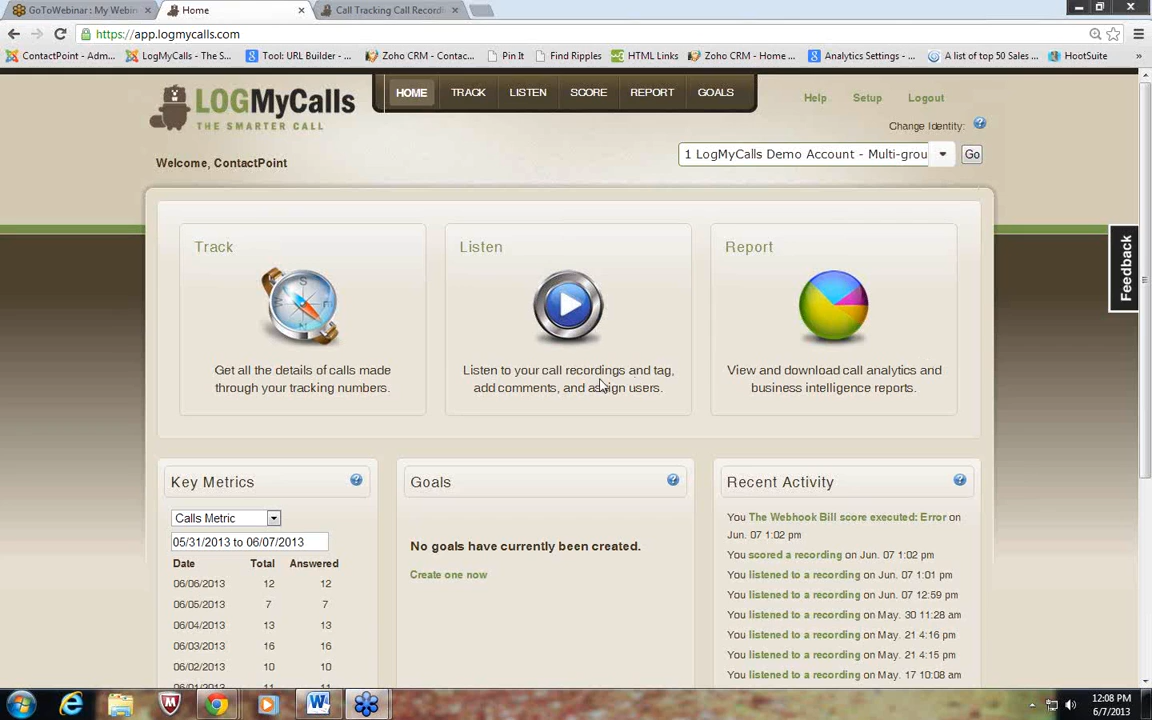 GoToWebinar : My Webin
Home
Call Tracking Call Record
https://app.logmycalls.com
ContactPoint - Adm...
LogMyCalls - The S...
Tool: URL Builder - ...
Zoho CRM - Contac...
Pin It
Find Ripples
HTML Links
Zoho CRM - Home ...
Analytics Settings - ...
A list of top 50 Sales ...
HootSuite
»
LOGMyCalls
THE SMARTER CALL
HOME
TRACK
LISTEN
SCORE
REPORT
GOALS
Help
Setup
Logout
Change Identity:
Welcome, ContactPoint
1 LogMyCalls Demo Account - Multi-grou
Go
Feedback
Track
Get all the details of calls made
through your tracking numbers.
Listen
Listen to your call recordings and tag,
add comments, and assign users.
Report
View and download call analytics and
business intelligence reports.
Key Metrics
Calls Metric
05/31/2013 to 06/07/2013
Date Total Answered
06/06/2013 12 12
06/05/2013 7 7
06/04/2013 13 13
06/03/2013 16 16
06/02/2013 10 10
06/01/2013 11 11
Goals
No goals have currently been created.
Create one now
Recent Activity
You The Webhook Bill score executed: Error on
Jun. 07 1:02 pm
You scored a recording on Jun. 07 1:02 pm
You listened to a recording on Jun. 07 1:01 pm
You listened to a recording on Jun. 07 12:59 pm
You listened to a recording on May. 30 11:28 am
You listened to a recording on May. 21 4:16 pm
You listened to a recording on May. 21 4:15 pm
You listened to a recording on May. 17 10:08 am
12:08 PM
6/7/2013